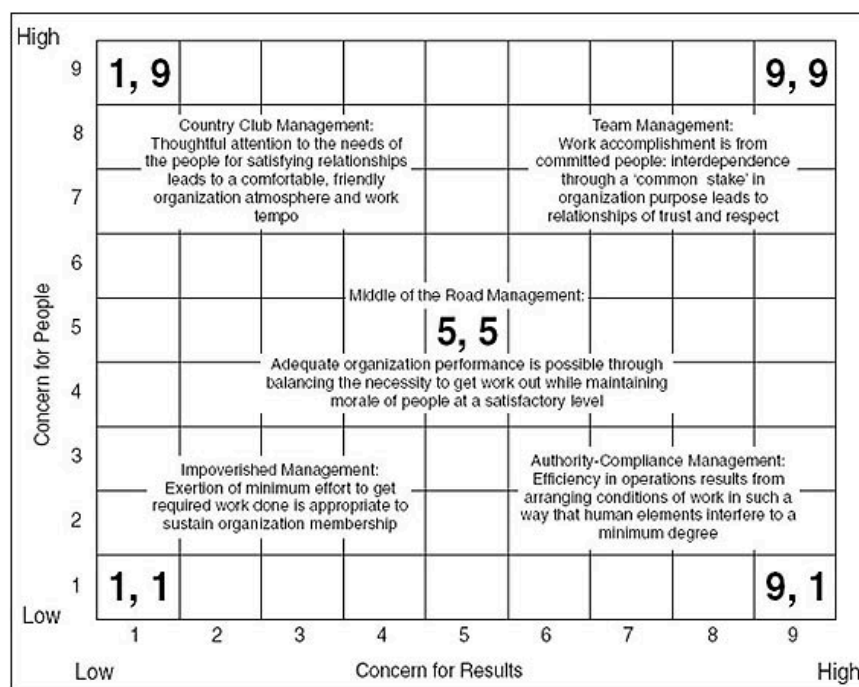 High
9
1, 9
9, 9
8
Country Club Management:
Thoughtful attention to the needs of
the people for satisfying relationships
leads to a comfortable, friendly
organization atmosphere and work
tempo
Team Management:
Work accomplishment is from
committed people: interdependence
through a ‘common stake’ in
organization purpose leads to
relationships of trust and respect
7
6
Concern for People
5
Middle of the Road Management:
5, 5
Adequate organization performance is possible through
balancing the necessity to get work out while maintaining
morale of people at a satisfactory level
4
3
Impoverished Management:
Exertion of minimum effort to get
required work done is appropriate to
sustain organization membership
Authority-Compliance Management:
Efficiency in operations results from
arranging conditions of work in such a
way that human elements interfere to a
minimum degree
2
1
1, 1
9, 1
Low
1 2 3 4 5 6 7 8 9
Low Concern for Results High